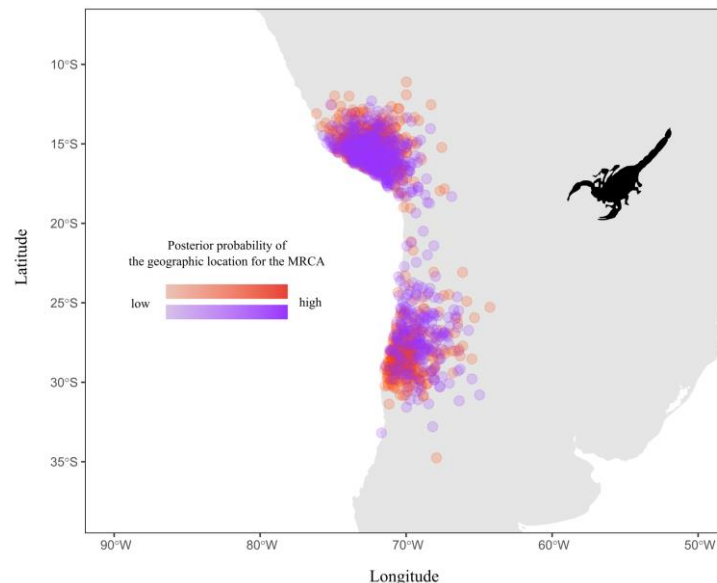 10°S
15°S
20°S
25°S
30°S
35°S
Latitude
Posterior probability of
the geographic location for the MRCA
low
high
90°W
80°W
70°W
60°W
50°W
Longitude